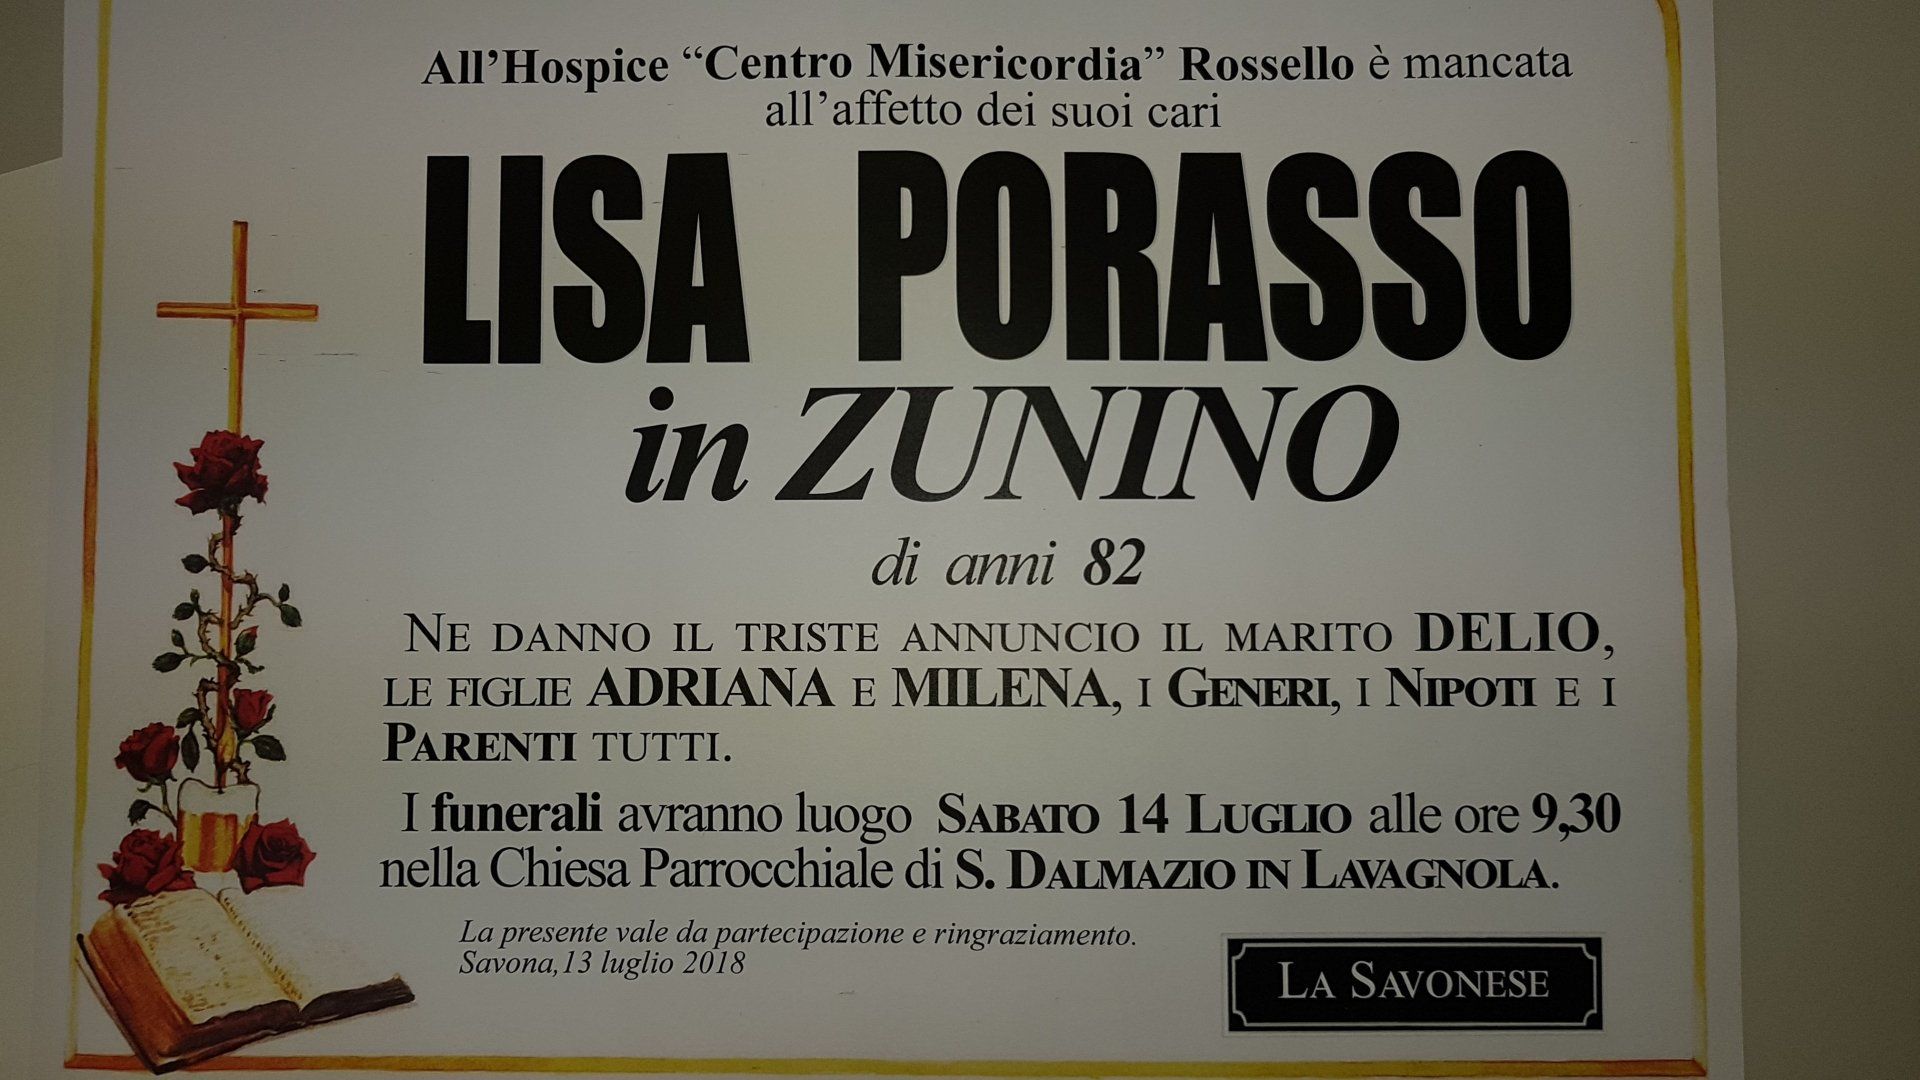 All'Hospice “Centro Misericordia” Rossello è mancata
all'affetto dei suoi cari
LISA PORASSO
in ZUNINO
di anni 82
NE DANNO IL TRISTE ANNUNCIO IL MARITO DELIO,
LE FIGLIE ADRIANA E MILENA, I GENERI, I NIPOTI E I
PARENTI TUTTI.
I funerali avranno luogo SABATO 14 LUGLIO alle ore 9,30
nella Chiesa Parrocchiale di S. DALMAZIO IN LAVAGNOLA.
La presente vale da partecipazione e ringraziamento.
Savona,13 luglio 2018
LA SAVONESE